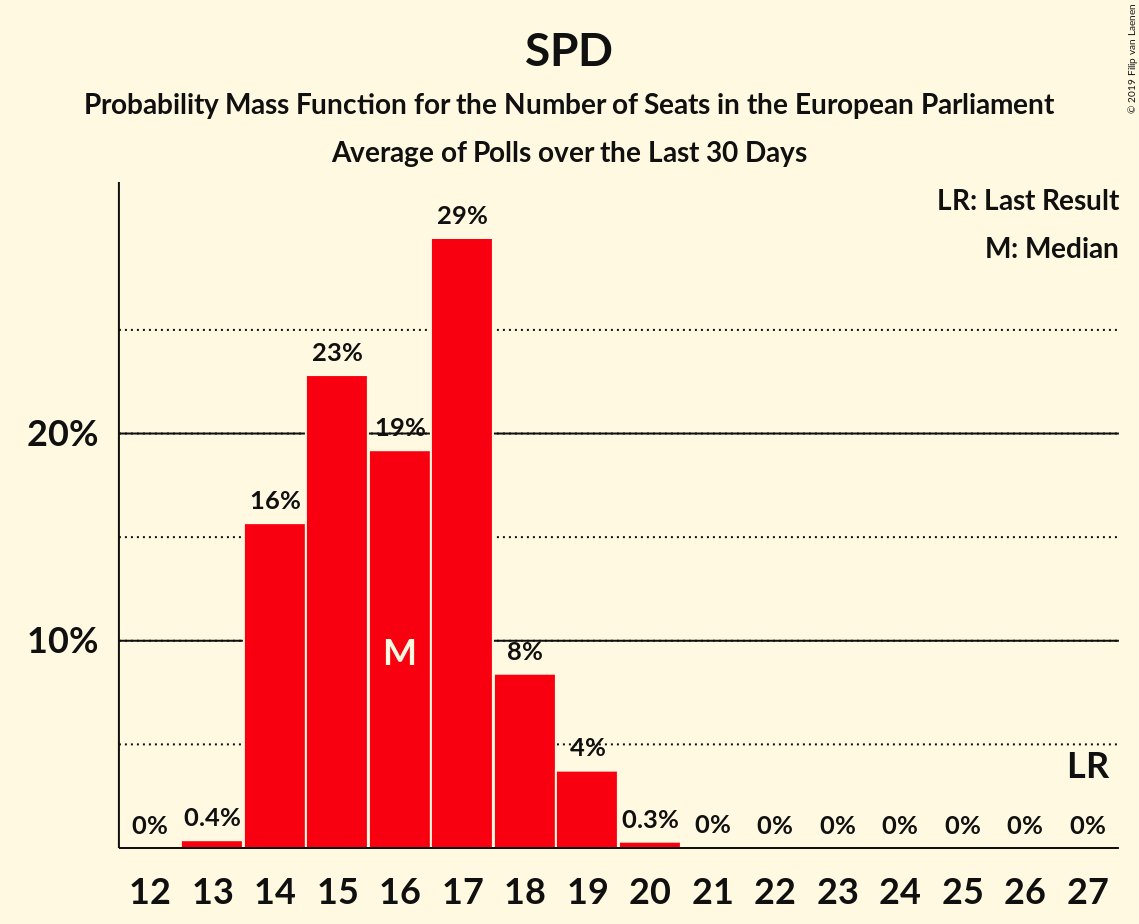 SPD
Probability Mass Function for the Number of Seats in the European Parliament
Average of Polls over the Last 30 Days
© 2019 Filip van Laenen
LR: Last Result
M: Median
29%
23%
20%
19%
16%
10%
M
8%
4%
LR
0% 0.4% 0.3% 0% 0% 0% 0% 0% 0% 0%
12 13 14 15 16 17 18 19 20 21 22 23 24 25 26 27